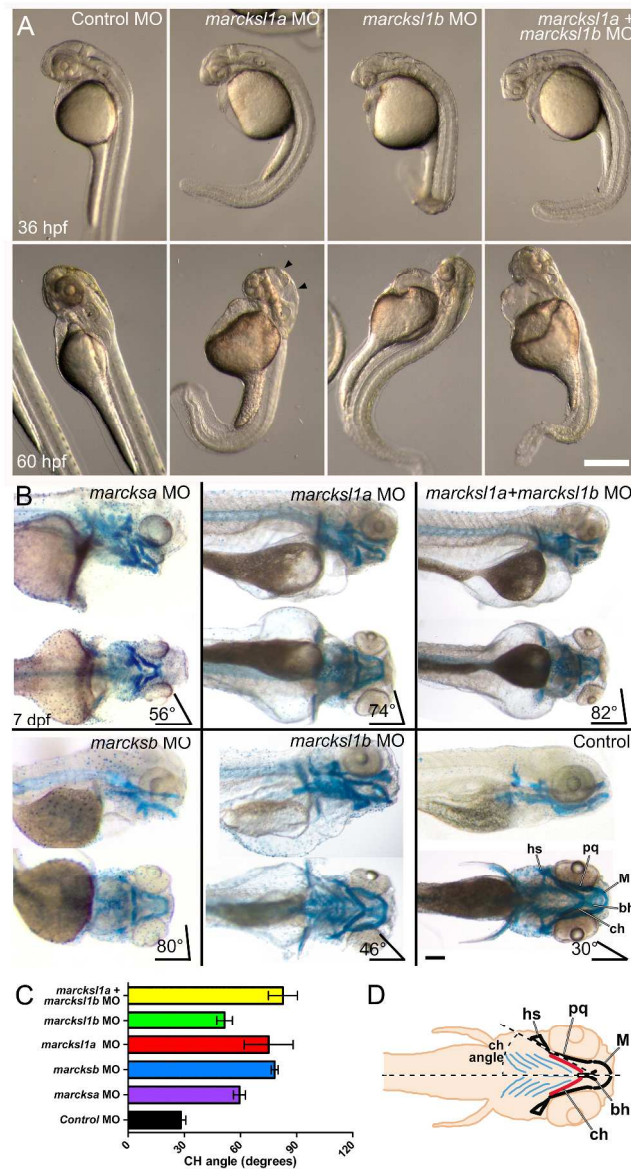 A
Control MO
marcksl1a MO
marcksl1b MO
marcksl1a +
marcksl1b MO
36 hpf
60 hpf
B
marcksa MO
marcksl1a MO
marcksl1a+marcksl1b MO
7 dpf
56°
74°
82°
marcksb MO
marcksl1b MO
Control
hs
pq
M
bh
ch
80°
46°
30°
C
marcksl1a +
marcksl1b MO
marcksl1b MO
marcksl1a MO
marcksb MO
marcksa MO
Control MO
0
30
60
90
120
CH angle (degrees)
D
hs
pq
M
ch
angle
bh
ch